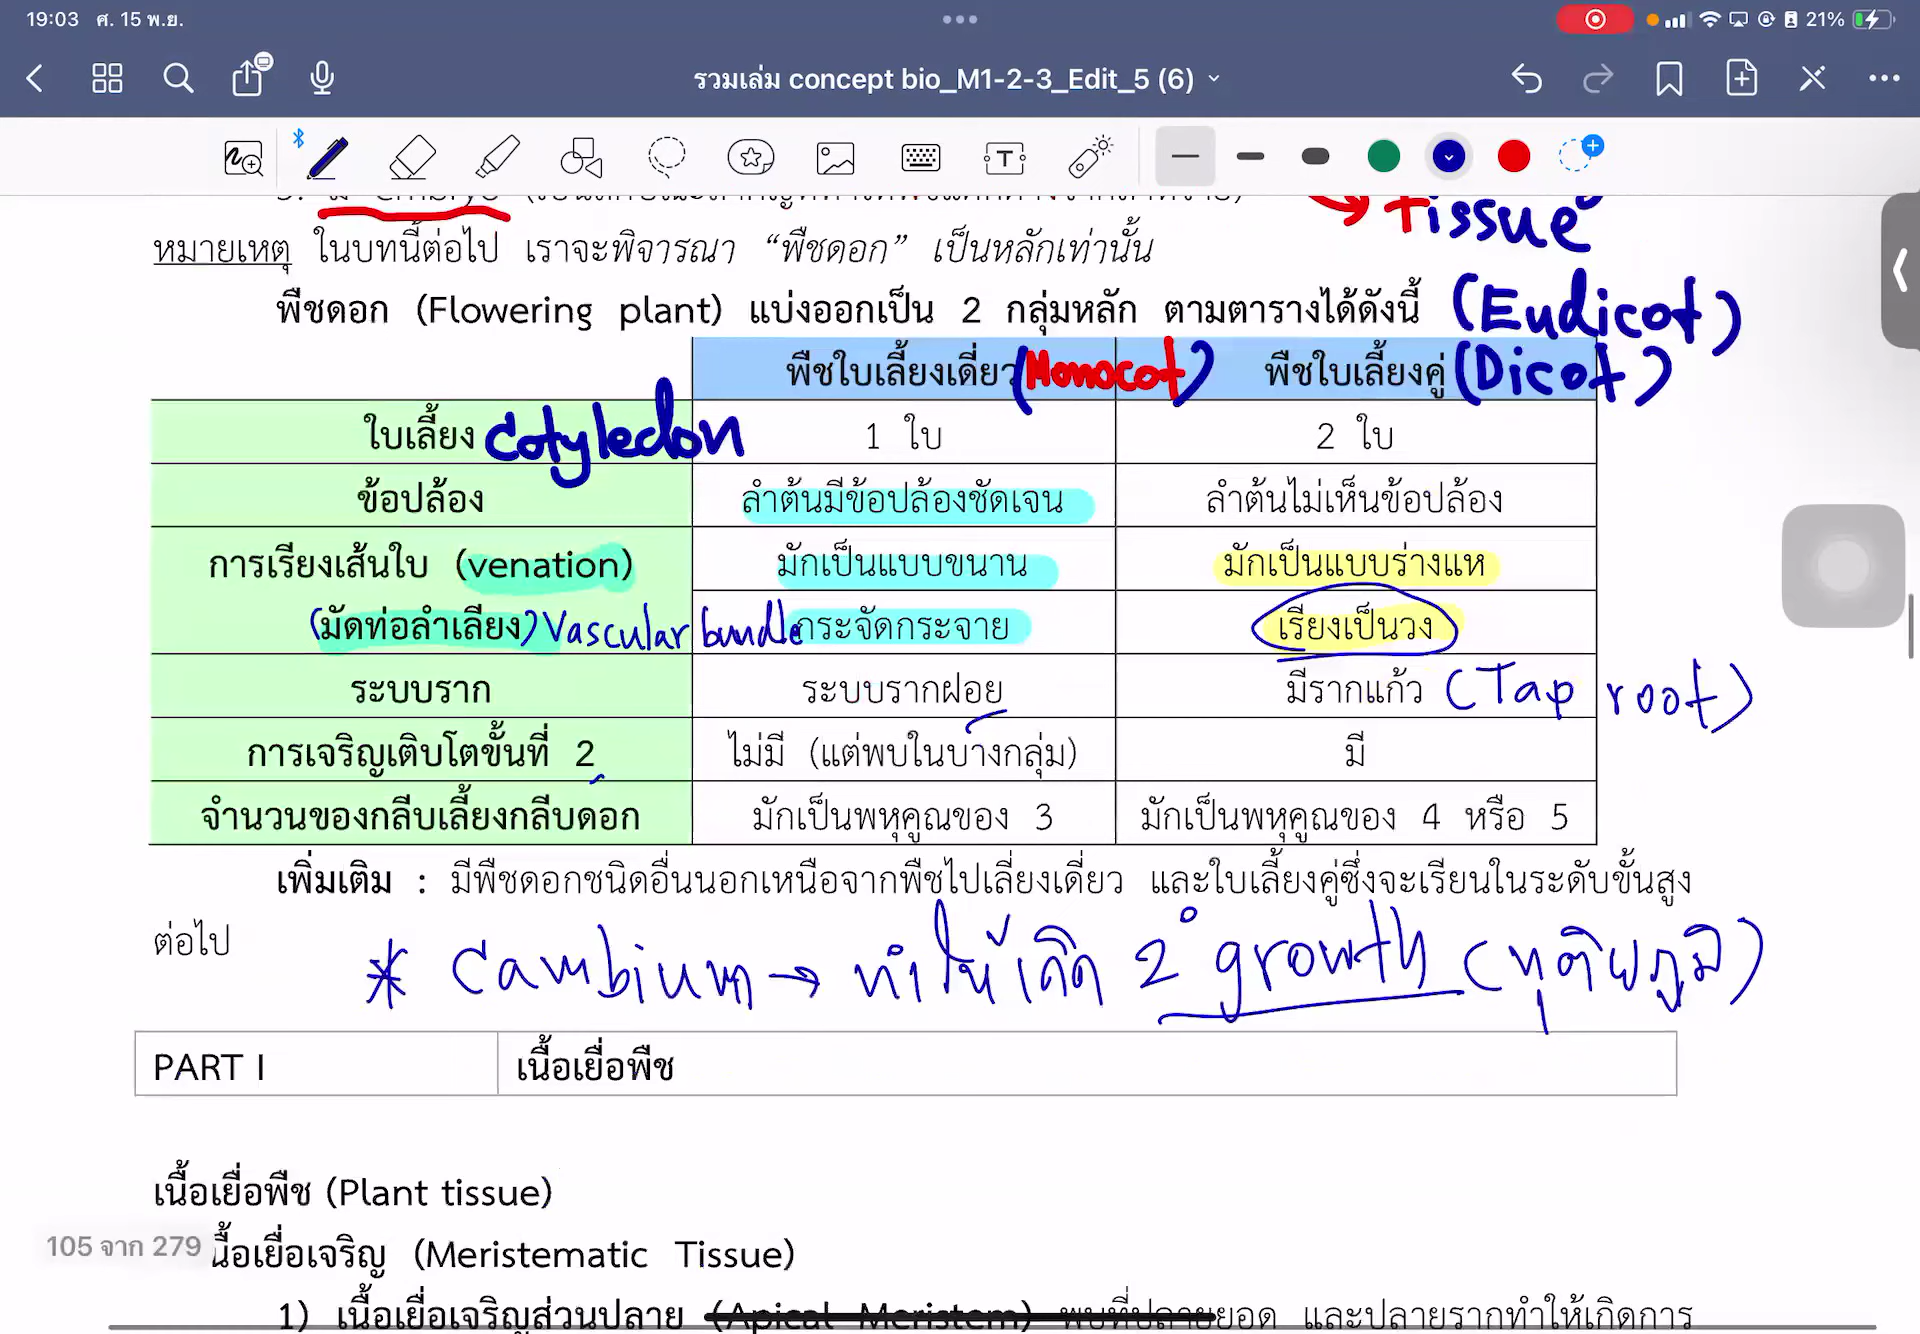 19:03 ศ. 15 พ.ย.
21%
รวมเล่ม concept bio_M1-2-3_Edit_5 (6)
T
tissue
หมายเหตุ ในบทนี้ต่อไป เราจะพิจารณา “พืชดอก” เป็นหลักเท่านั้น
พืชดอก (Flowering plant) แบ่งออกเป็น 2 กลุ่มหลัก ตามตารางได้ดังนี้ (Eudicot)
พืชใบเลี้ยงเดี่ยว (Monocot) พืชใบเลี้ยงคู่ (Dicot)
ใบเลี้ยง Cotyledon 1 ใบ 2 ใบ
ข้อปล้อง ลำต้นมีข้อปล้องชัดเจน ลำต้นไม่เห็นข้อปล้อง
การเรียงเส้นใบ (venation) มักเป็นแบบขนาน มักเป็นแบบร่างแห
(มัดท่อลำเลียง) Vascular bundle กระจัดกระจาย เรียงเป็นวง
ระบบราก ระบบรากฝอย มีรากแก้ว (Tap root)
การเจริญเติบโตขั้นที่ 2 ไม่มี (แต่พบในบางกลุ่ม) มี
จำนวนของกลีบเลี้ยงกลีบดอก มักเป็นพหุคูณของ 3 มักเป็นพหุคูณของ 4 หรือ 5
เพิ่มเติม : มีพืชดอกชนิดอื่นนอกเหนือจากพืชไปเลี่ยงเดี่ยว และใบเลี้ยงคู่ซึ่งจะเรียนในระดับขั้นสูง
ต่อไป
* Cambium → ทำให้เกิด 2° growth (ทุติยภูมิ)
PART I เนื้อเยื่อพืช
เนื้อเยื่อพืช (Plant tissue)
105 จาก 279
นื้อเยื่อเจริญ (Meristematic Tissue)
1) เนื้อเยื่อเจริญส่วนปลาย (Apical Meristem) พบที่ปลายยอด และปลายรากทำให้เกิดการ